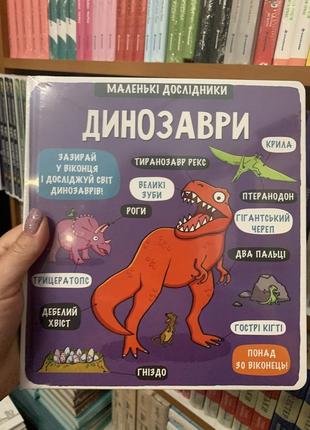 МАЛЕНЬКІ ДОСЛІДНИКИ
ДИНОЗАВРИ
ЗАЗИРАЙ
У ВІКОНЦЯ
І ДОСЛІДЖУЙ СВІТ
ДИНОЗАВРІВ!
ТИРАНОЗАВР РЕКС
КРИЛА
ВЕЛИКІ
ЗУБИ
ПТЕРАНОДОН
РОГИ
ГІГАНТСЬКИЙ
ЧЕРЕП
ДВА ПАЛЬЦІ
ТРИЦЕРАТОПС
ДЕБЕЛИЙ
ХВІСТ
ГОСТРІ КІГТІ
ГНІЗДО
ПОНАД
30 ВІКОНЕЦЬ!